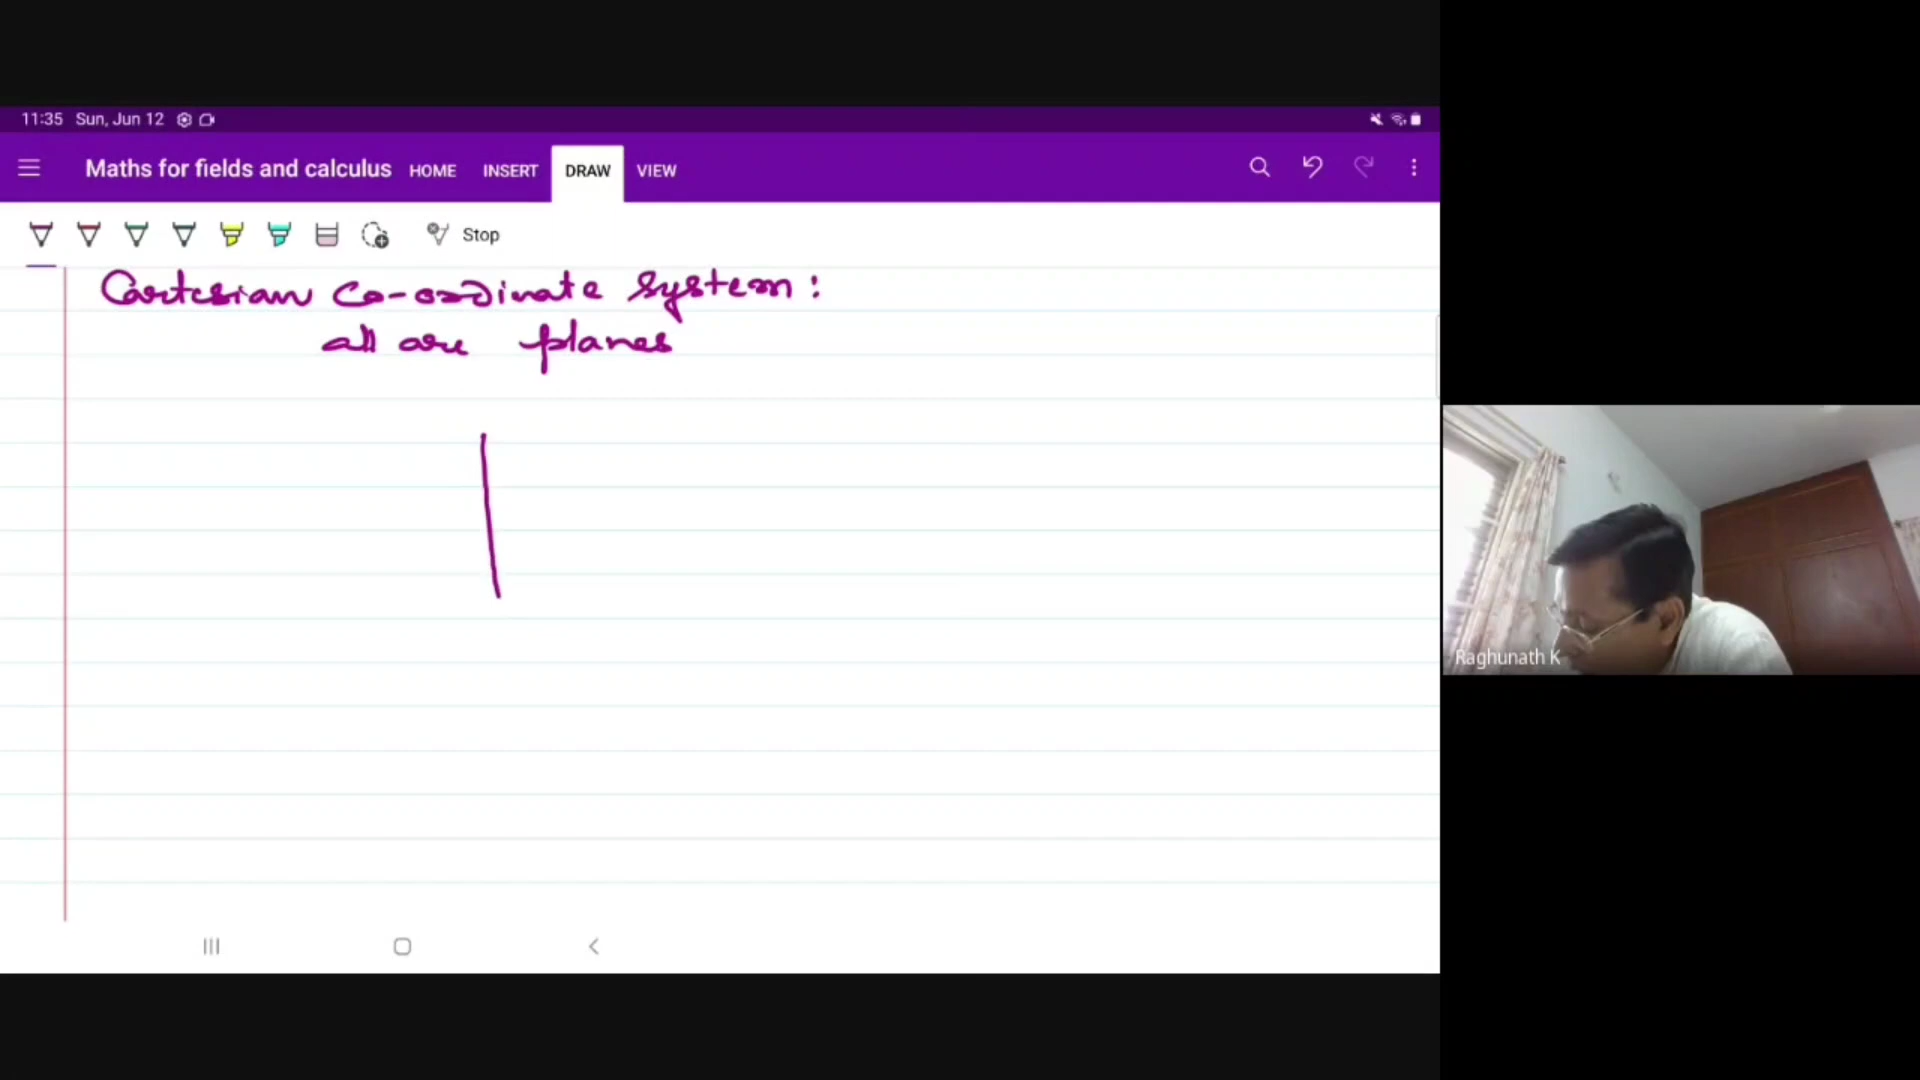 11:35 Sun, Jun 12
Maths for fields and calculus HOME INSERT DRAW VIEW
Stop
Cartesian Co-ordinate System:
all are planes
Raghunath K